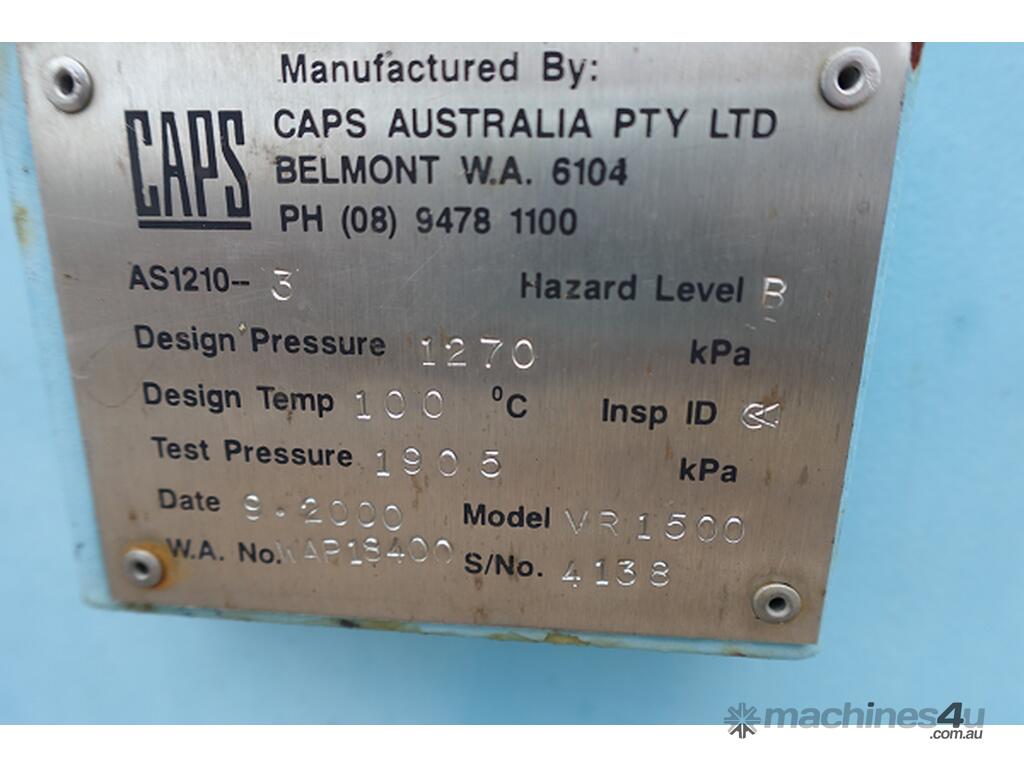 Manufactured By:
CAPS CAPS AUSTRALIA PTY LTD
BELMONT W.A. 6104
PH (08) 9478 1100
AS1210-- 3 Hazard Level B
Design Pressure 1270 kPa
Design Temp 100 °C Insp ID
Test Pressure 1905 kPa
Date 9.2000 Model VR1500
W.A. No. WAP18400 S/No. 4138
machines4u
.com.au